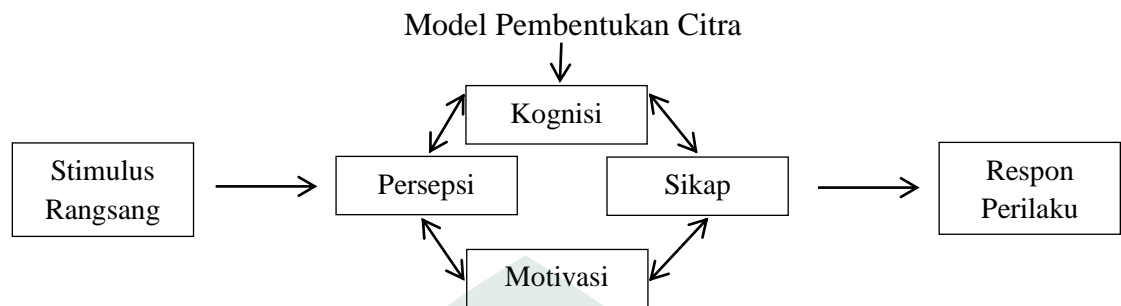 Model Pembentukan Citra
Kognisi
Stimulus
Rangsang
Persepsi
Sikap
Respon
Perilaku
Motivasi